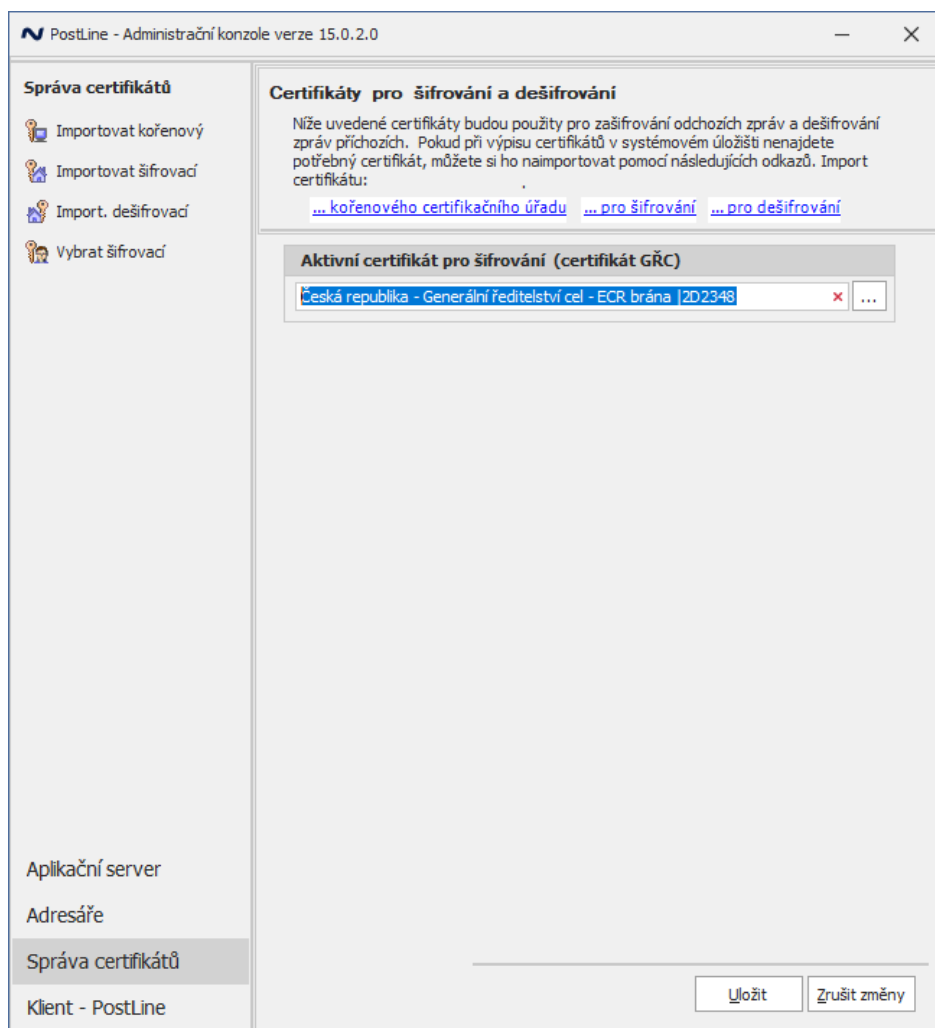 PostLine - Administrační konzole verze 15.0.2.0
Správa certifikátů
Importovat kořenový
Importovat šifrovací
Import. dešifrovací
Vybrat šifrovací
Certifikáty pro šifrování a dešifrování
Níže uvedené certifikáty budou použity pro zašifrování odchozích zpráv a dešifrování
zpráv příchozích. Pokud při výpisu certifikátů v systémovém úložišti nenajdete
potřebný certifikát, můžete si ho naimportovat pomocí následujících odkazů. Import
certifikátu: .
... kořenového certifikačního úřadu ... pro šifrování ... pro dešifrování
Aktivní certifikát pro šifrování (certifikát GŘC)
Česká republika - Generální ředitelství cel - ECR brána |2D2348
...
Aplikační server
Adresáře
Správa certifikátů
Klient - PostLine
Uložit Zrušit změny